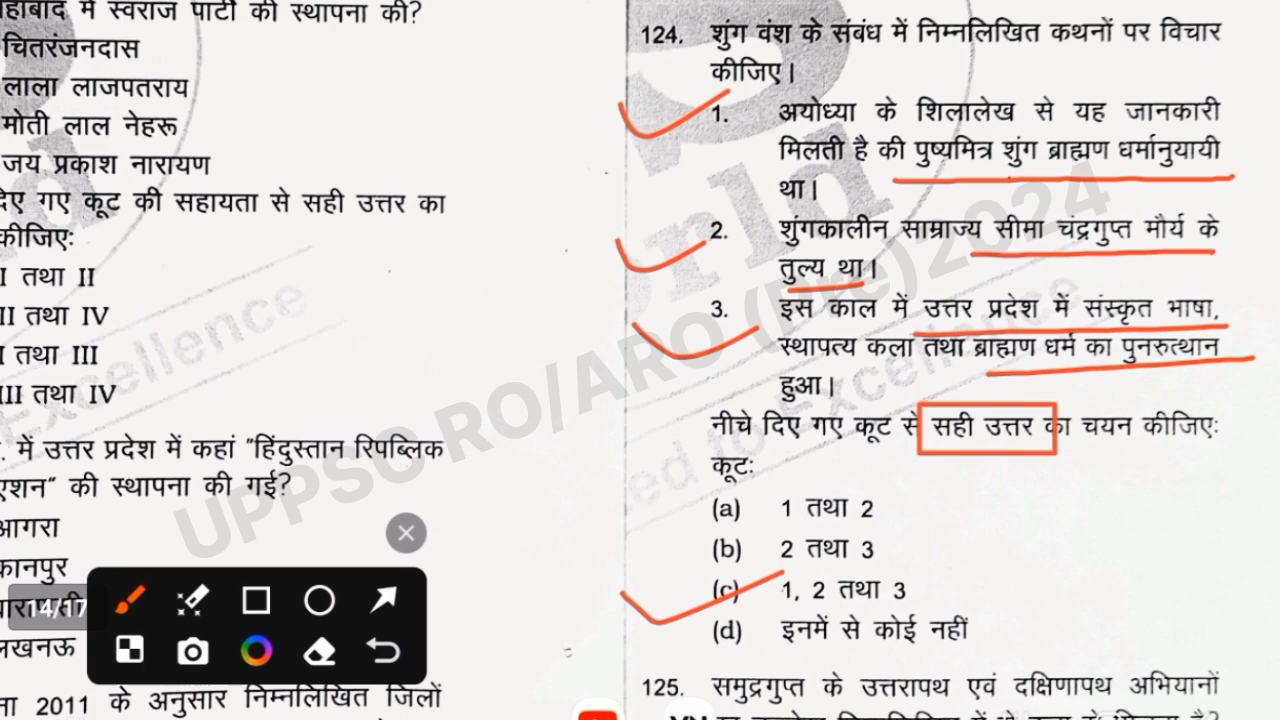 में स्वराज पार्टी की स्थापना की?
चितरंजनदास
लाला लाजपतराय
मोती लाल नेहरू
जय प्रकाश नारायण
दिए गए कूट की सहायता से सही उत्तर का
कीजिए:
I तथा II
II तथा IV
I तथा III
III तथा IV
में उत्तर प्रदेश में कहां "हिंदुस्तान रिपब्लिक
की स्थापना की गई?
आगरा
कानपुर
14/17
लखनऊ
2011 के अनुसार निम्नलिखित जिलों
124. शुंग वंश के संबंध में निम्नलिखित कथनों पर विचार
कीजिए।
1. अयोध्या के शिलालेख से यह जानकारी
मिलती है की पुष्यमित्र शुंग ब्राह्मण धर्मानुयायी
था।
2. शुंगकालीन साम्राज्य सीमा चंद्रगुप्त मौर्य के
तुल्य था।
3. इस काल में उत्तर प्रदेश में संस्कृत भाषा,
स्थापत्य कला तथा ब्राह्मण धर्म का पुनरुत्थान
हुआ।
नीचे दिए गए कूट से सही उत्तर का चयन कीजिए:
कूट:
(a) 1 तथा 2
(b) 2 तथा 3
(c) 1, 2 तथा 3
(d) इनमें से कोई नहीं
125. समुद्रगुप्त के उत्तरापथ एवं दक्षिणापथ अभियानों
UPPSC RO/ARO (Pre) 2024